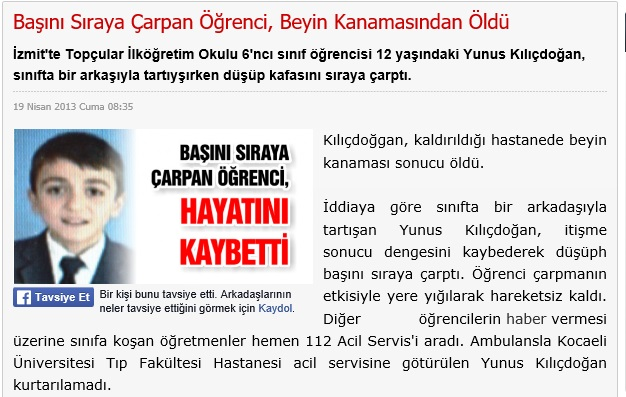 Başını Sıraya Çarpan Öğrenci, Beyin Kanamasından Öldü
İzmit'te Topçular İlköğretim Okulu 6'ncı sınıf öğrencisi 12 yaşındaki Yunus Kılıçdoğan,
sınıfta bir arkaşıyla tartıyşırken düşüp kafasını sıraya çarptı.
19 Nisan 2013 Cuma 08:35
BAŞINI SIRAYA
ÇARPAN ÖĞRENCİ,
HAYATINI
KAYBETTİ
Tavsiye Et
Bir kişi bunu tavsiye etti. Arkadaşlarının
neler tavsiye ettiğini görmek için Kaydol.
Kılıçdoğgan, kaldırıldığı hastanede beyin
kanaması sonucu öldü.
İddiaya göre sınıfta bir arkadaşıyla
tartışan Yunus Kılıçdoğan, itişme
sonucu dengesini kaybederek düşüph
başını sıraya çarptı. Öğrenci çarpmanın
etkisiyle yere yığılarak hareketsiz kaldı.
Diğer öğrencilerin haber vermesi
üzerine sınıfa koşan öğretmenler hemen 112 Acil Servis'i aradı. Ambulansla Kocaeli
Üniversitesi Tıp Fakültesi Hastanesi acil servisine götürülen Yunus Kılıçdoğan
kurtarılamadı.